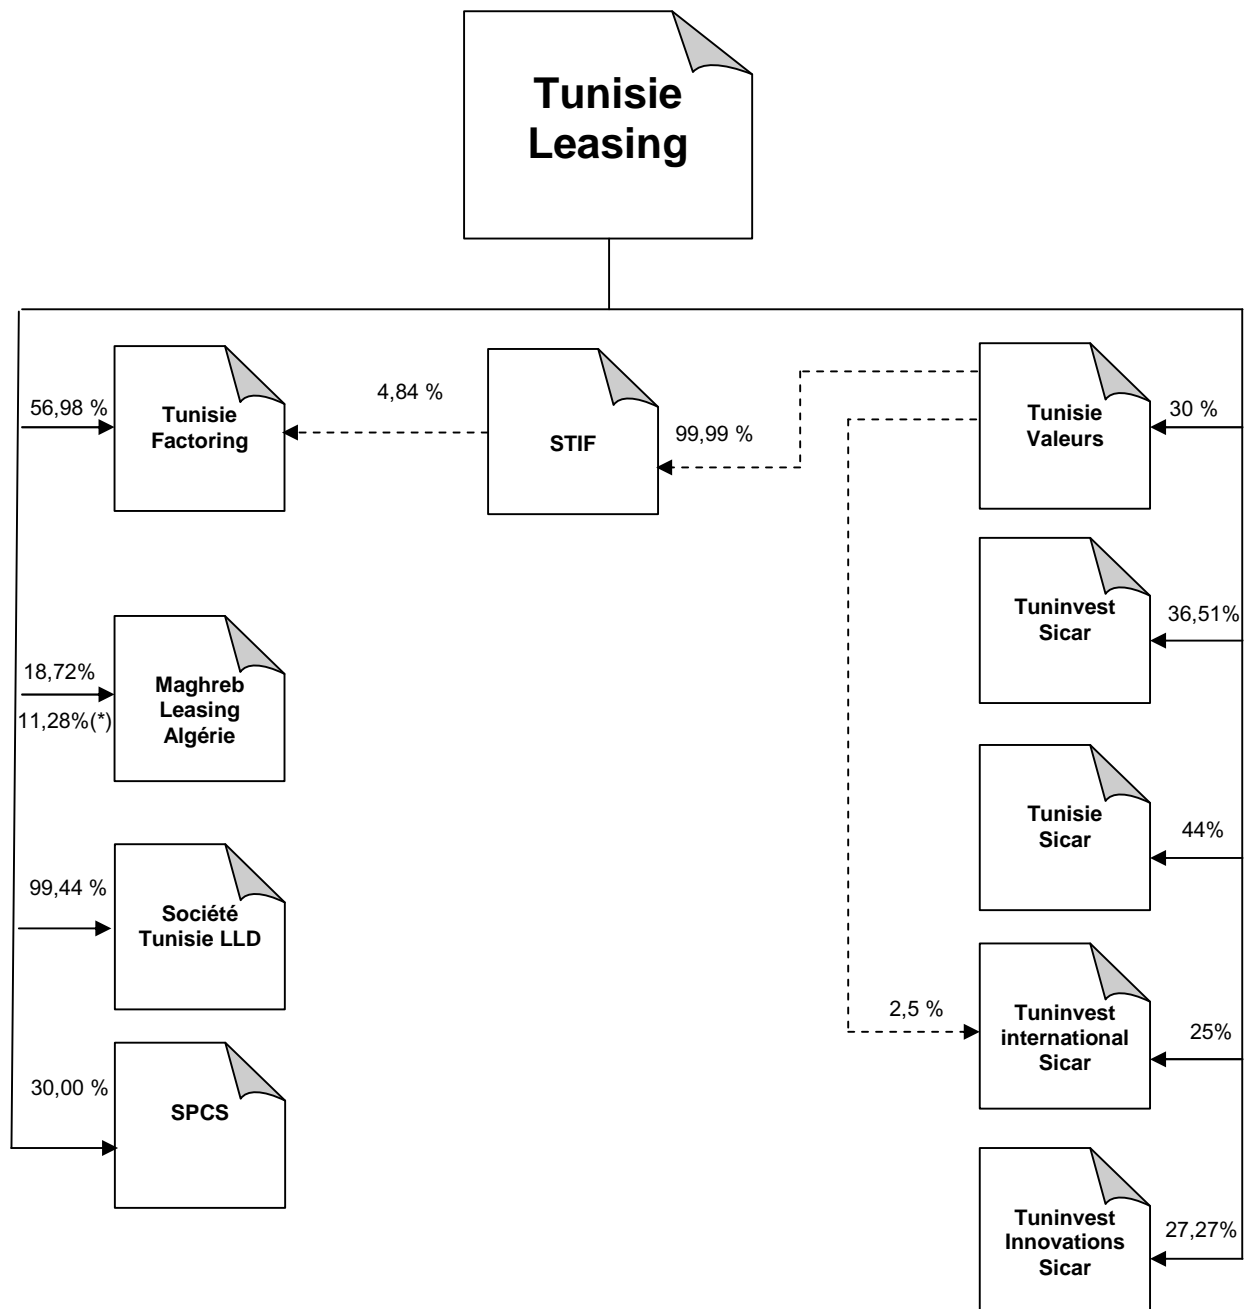 Tunisie
Leasing
56,98 %
Tunisie
Factoring
4,84 %
STIF
99,99 %
Tunisie
Valeurs
30 %
Tuninvest
Sicar
36,51%
18,72%
11,28%(*)
Maghreb
Leasing
Algérie
Tunisie
Sicar
44%
99,44 %
Société
Tunisie LLD
2,5 %
Tuninvest
international
Sicar
25%
30,00 %
SPCS
Tuninvest
Innovations
Sicar
27,27%